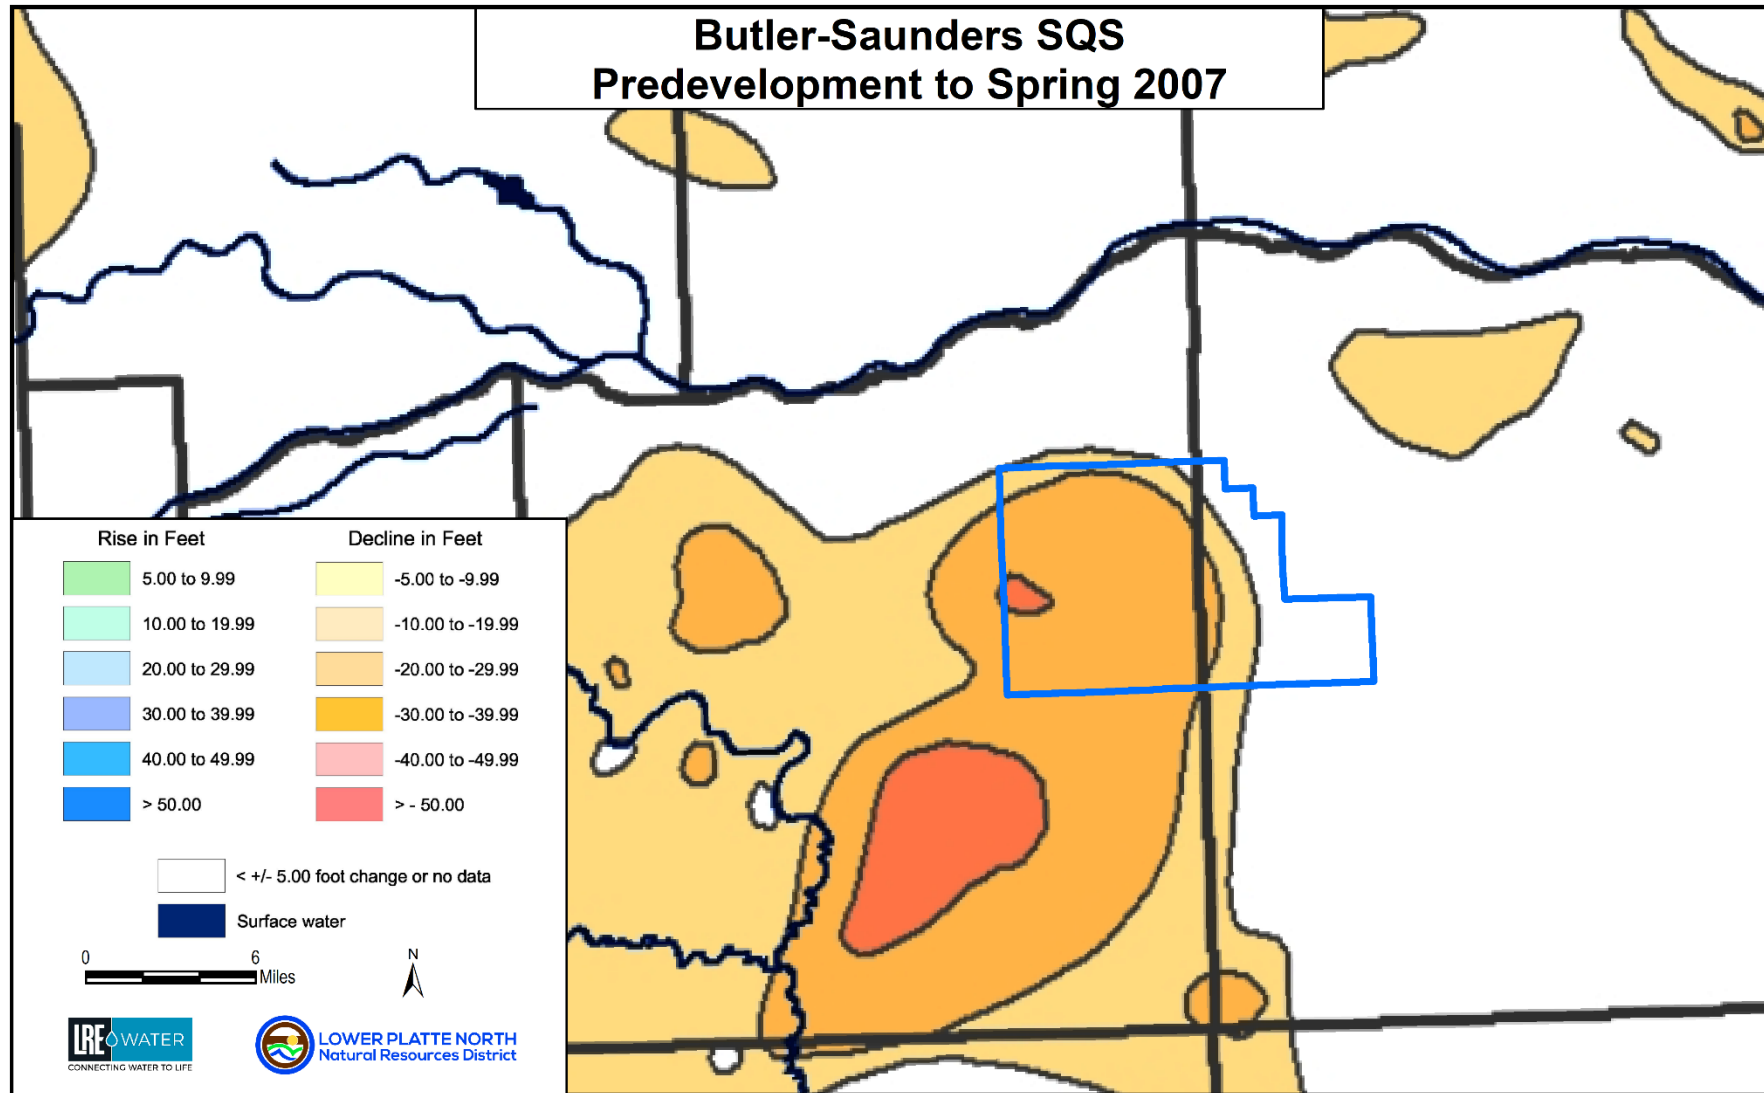 Butler-Saunders SQS
Predevelopment to Spring 2007
Rise in Feet
5.00 to 9.99
10.00 to 19.99
20.00 to 29.99
30.00 to 39.99
40.00 to 49.99
> 50.00
Decline in Feet
-5.00 to -9.99
-10.00 to -19.99
-20.00 to -29.99
-30.00 to -39.99
-40.00 to -49.99
> - 50.00
< +/- 5.00 foot change or no data
Surface water
0 6
Miles
N
LRE WATER
CONNECTING WATER TO LIFE
LOWER PLATTE NORTH
Natural Resources District